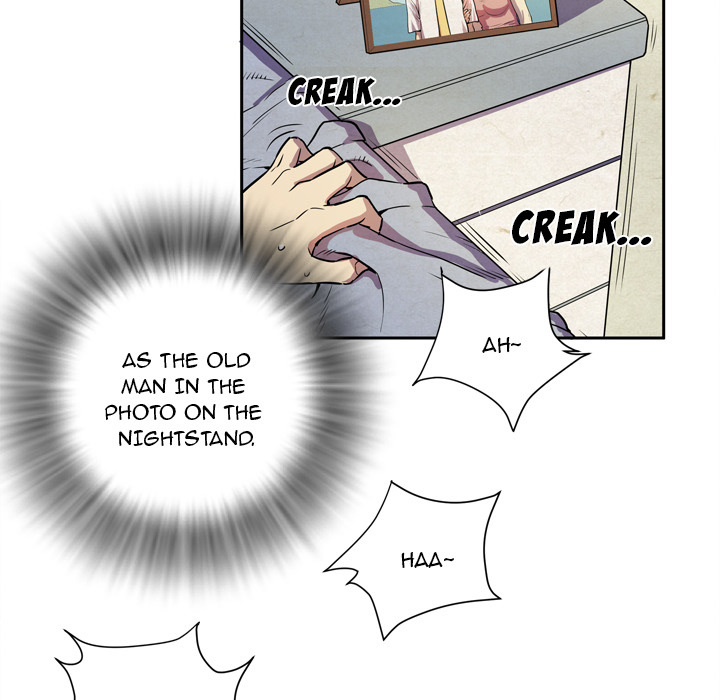 CREAK...
CREAK...
AH~
AS THE OLD
MAN IN THE
PHOTO ON THE
NIGHTSTAND.
HAA~